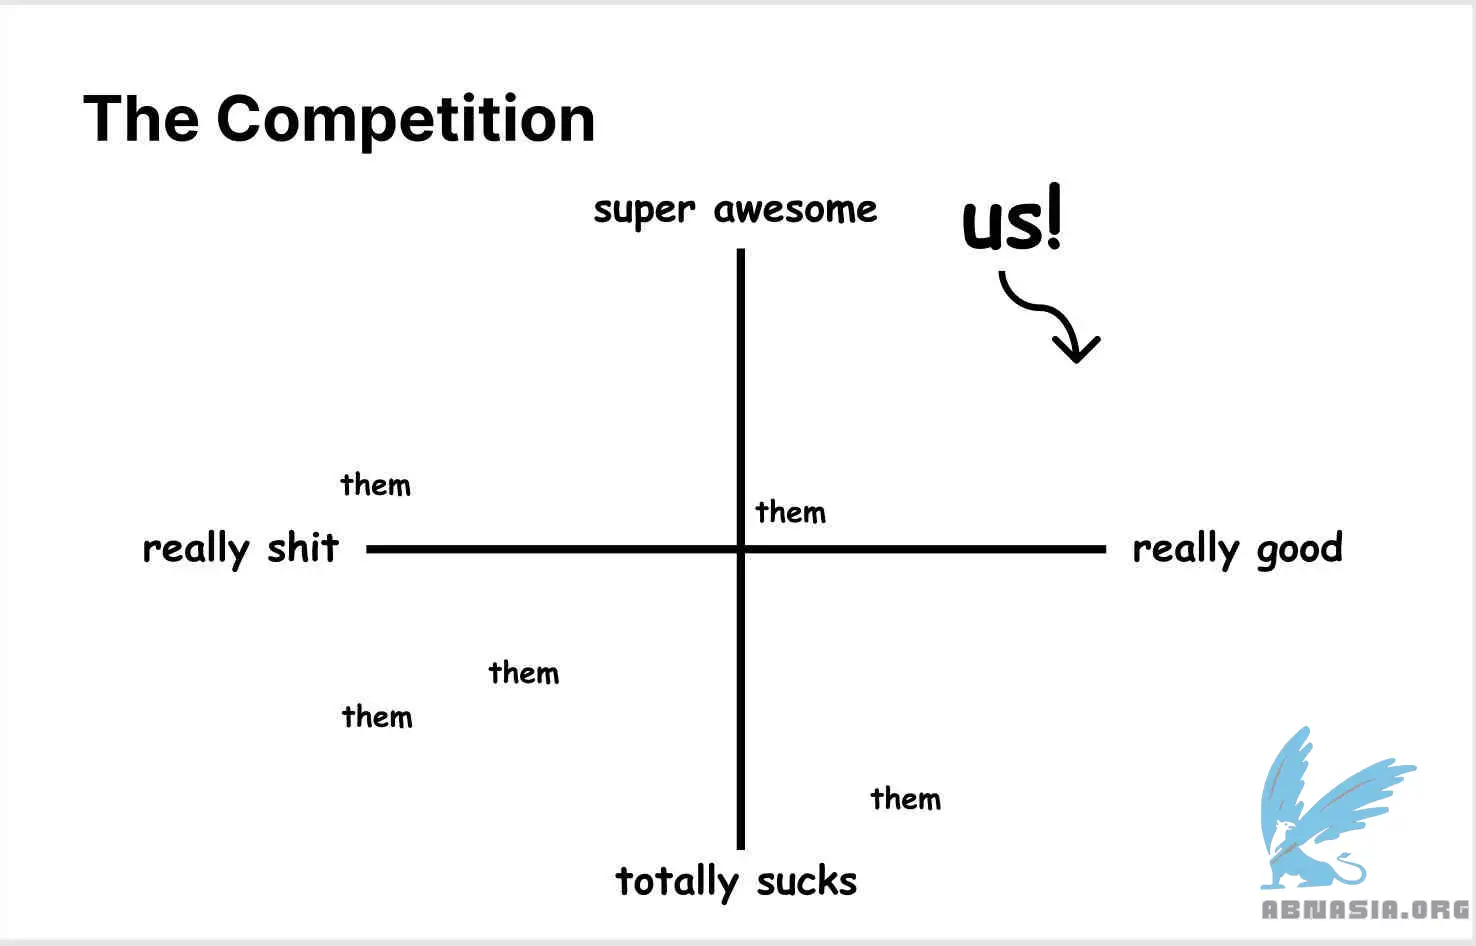 The Competition
super awesome
us!
them
them
really shit
really good
them
them
them
totally sucks
ABNASIA.ORG